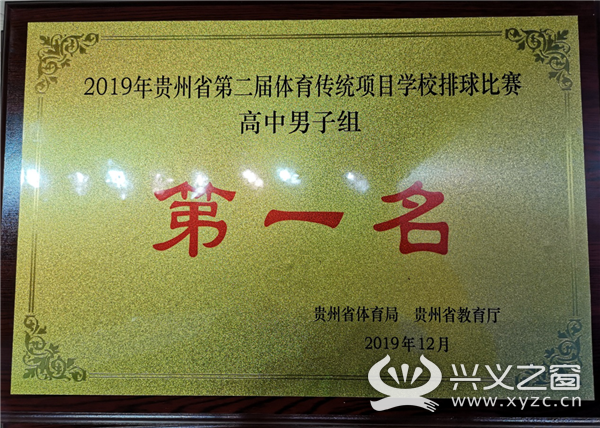 2019年贵州省第二届体育传统项目学校排球比赛
高中男子组
第一名
贵州省体育局 贵州省教育厅
2019年12月
兴义之窗
www.xyzc.cn